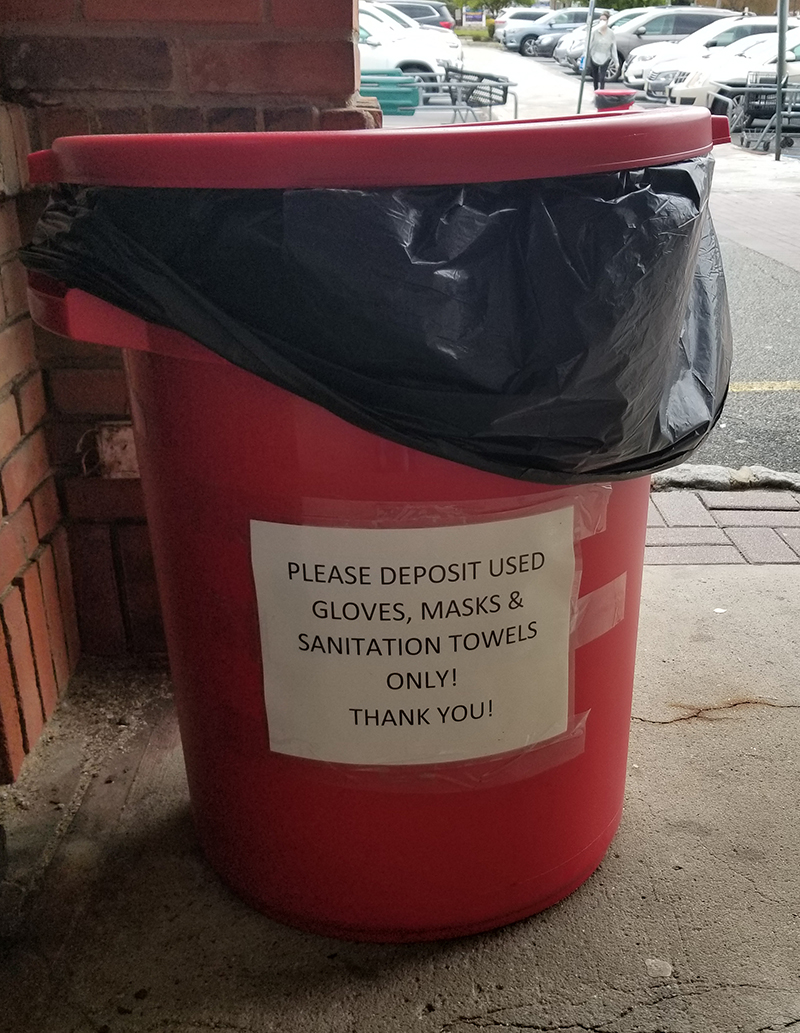 PLEASE DEPOSIT USED
GLOVES, MASKS &
SANITATION TOWELS
ONLY!
THANK YOU!